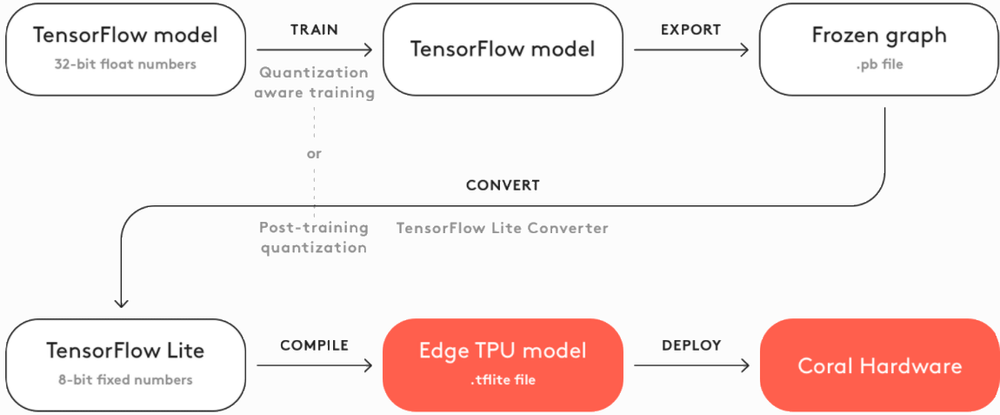 TensorFlow model
32-bit float numbers
TRAIN
Quantization
aware training
TensorFlow model
EXPORT
Frozen graph
.pb file
or
CONVERT
Post-training
quantization
TensorFlow Lite Converter
TensorFlow Lite
8-bit fixed numbers
COMPILE
Edge TPU model
.tflite file
DEPLOY
Coral Hardware